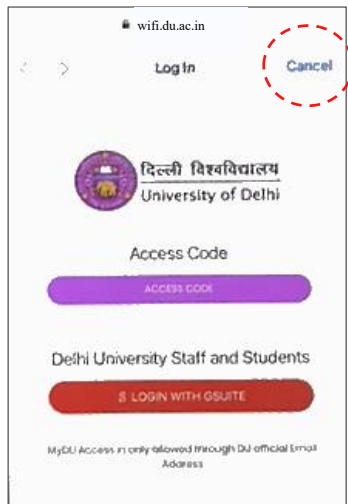 wifi.du.ac.in
Log In
Cancel
दिल्ली विश्वविद्यालय
University of Delhi
Access Code
ACCESS CODE
Delhi University Staff and Students
LOGIN WITH GSUITE
MyDU Access in only allowed through DU official Email
Address